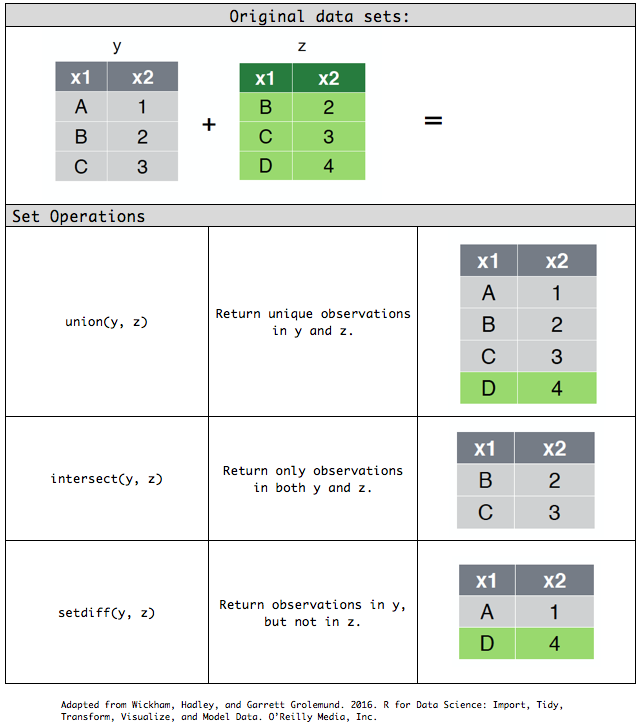 Original data sets:
y z
x1 x2 x1 x2
A 1 B 2
B 2 + C 3 =
C 3 D 4
Set Operations
union(y, z)
Return unique observations
in y and z.
x1 x2
A 1
B 2
C 3
D 4
intersect(y, z)
Return only observations
in both y and z.
x1 x2
B 2
C 3
setdiff(y, z)
Return observations in y,
but not in z.
x1 x2
A 1
D 4
Adapted from Wickham, Hadley, and Garrett Grolemund. 2016. R for Data Science: Import, Tidy,
Transform, Visualize, and Model Data. O’Reilly Media, Inc.